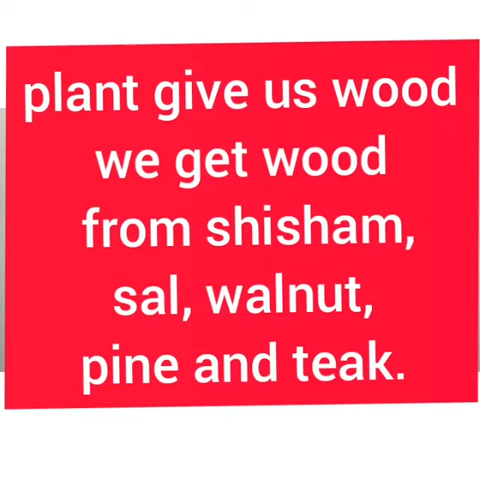 plant give us wood
we get wood
from shisham,
sal, walnut,
pine and teak.